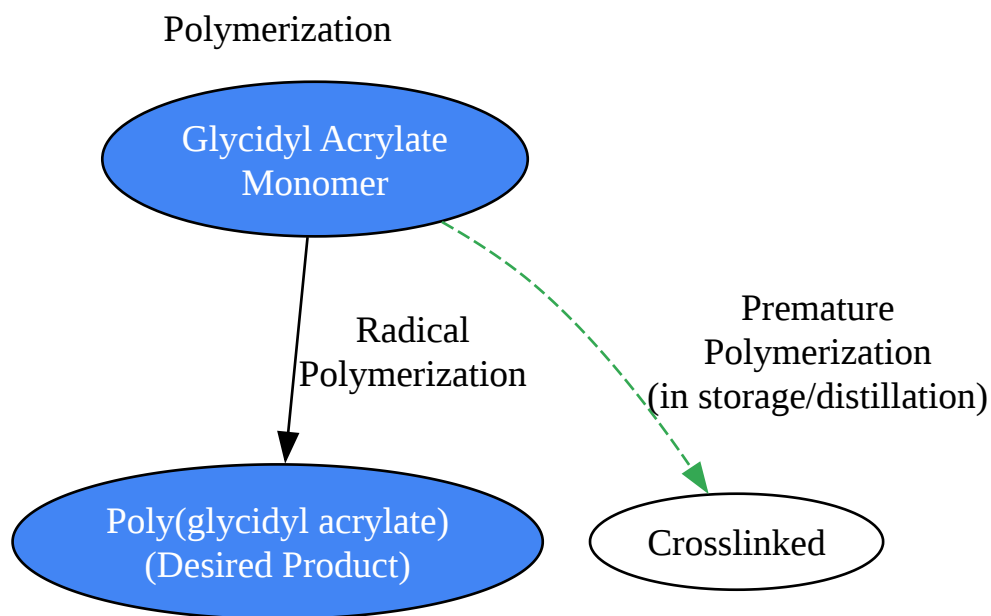 Polymerization
Glycidyl Acrylate
Monomer
Radical
Polymerization
Premature
Polymerization
(in storage/distillation)
Poly(glycidyl acrylate)
(Desired Product)
Crosslinked